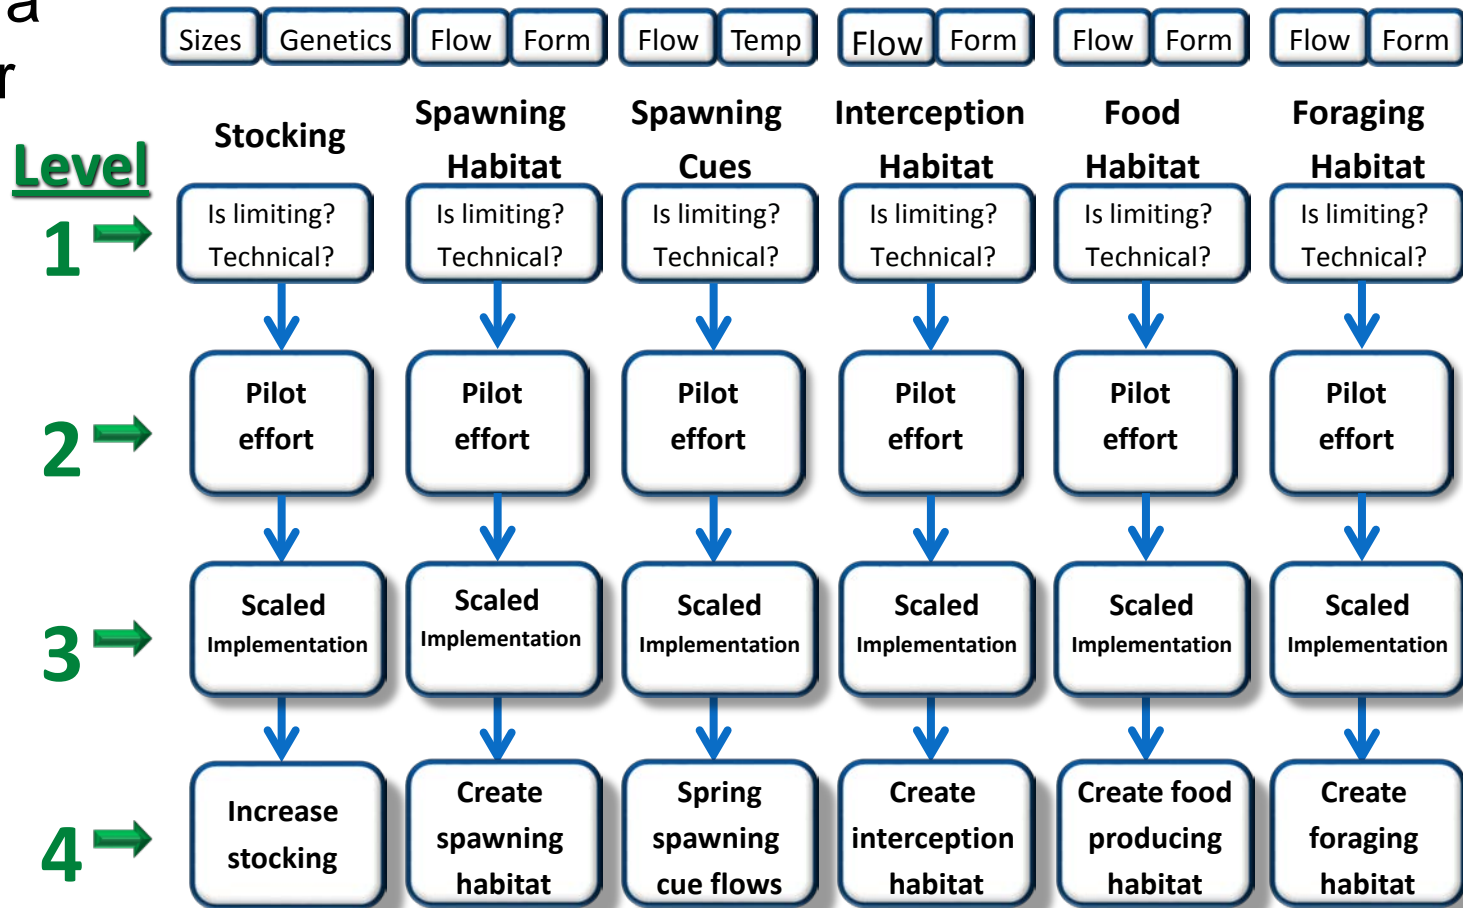 a
r
Sizes Genetics Flow Form Flow Temp Flow Form Flow Form Flow Form
Stocking
Spawning Habitat
Spawning Cues
Interception Habitat
Food Habitat
Foraging Habitat
Level
1
Is limiting?
Technical?
Is limiting?
Technical?
Is limiting?
Technical?
Is limiting?
Technical?
Is limiting?
Technical?
Is limiting?
Technical?
2
Pilot
effort
Pilot
effort
Pilot
effort
Pilot
effort
Pilot
effort
Pilot
effort
3
Scaled
Implementation
Scaled
Implementation
Scaled
Implementation
Scaled
Implementation
Scaled
Implementation
Scaled
Implementation
4
Increase
stocking
Create
spawning
habitat
Spring
spawning
cue flows
Create
interception
habitat
Create food
producing
habitat
Create
foraging
habitat